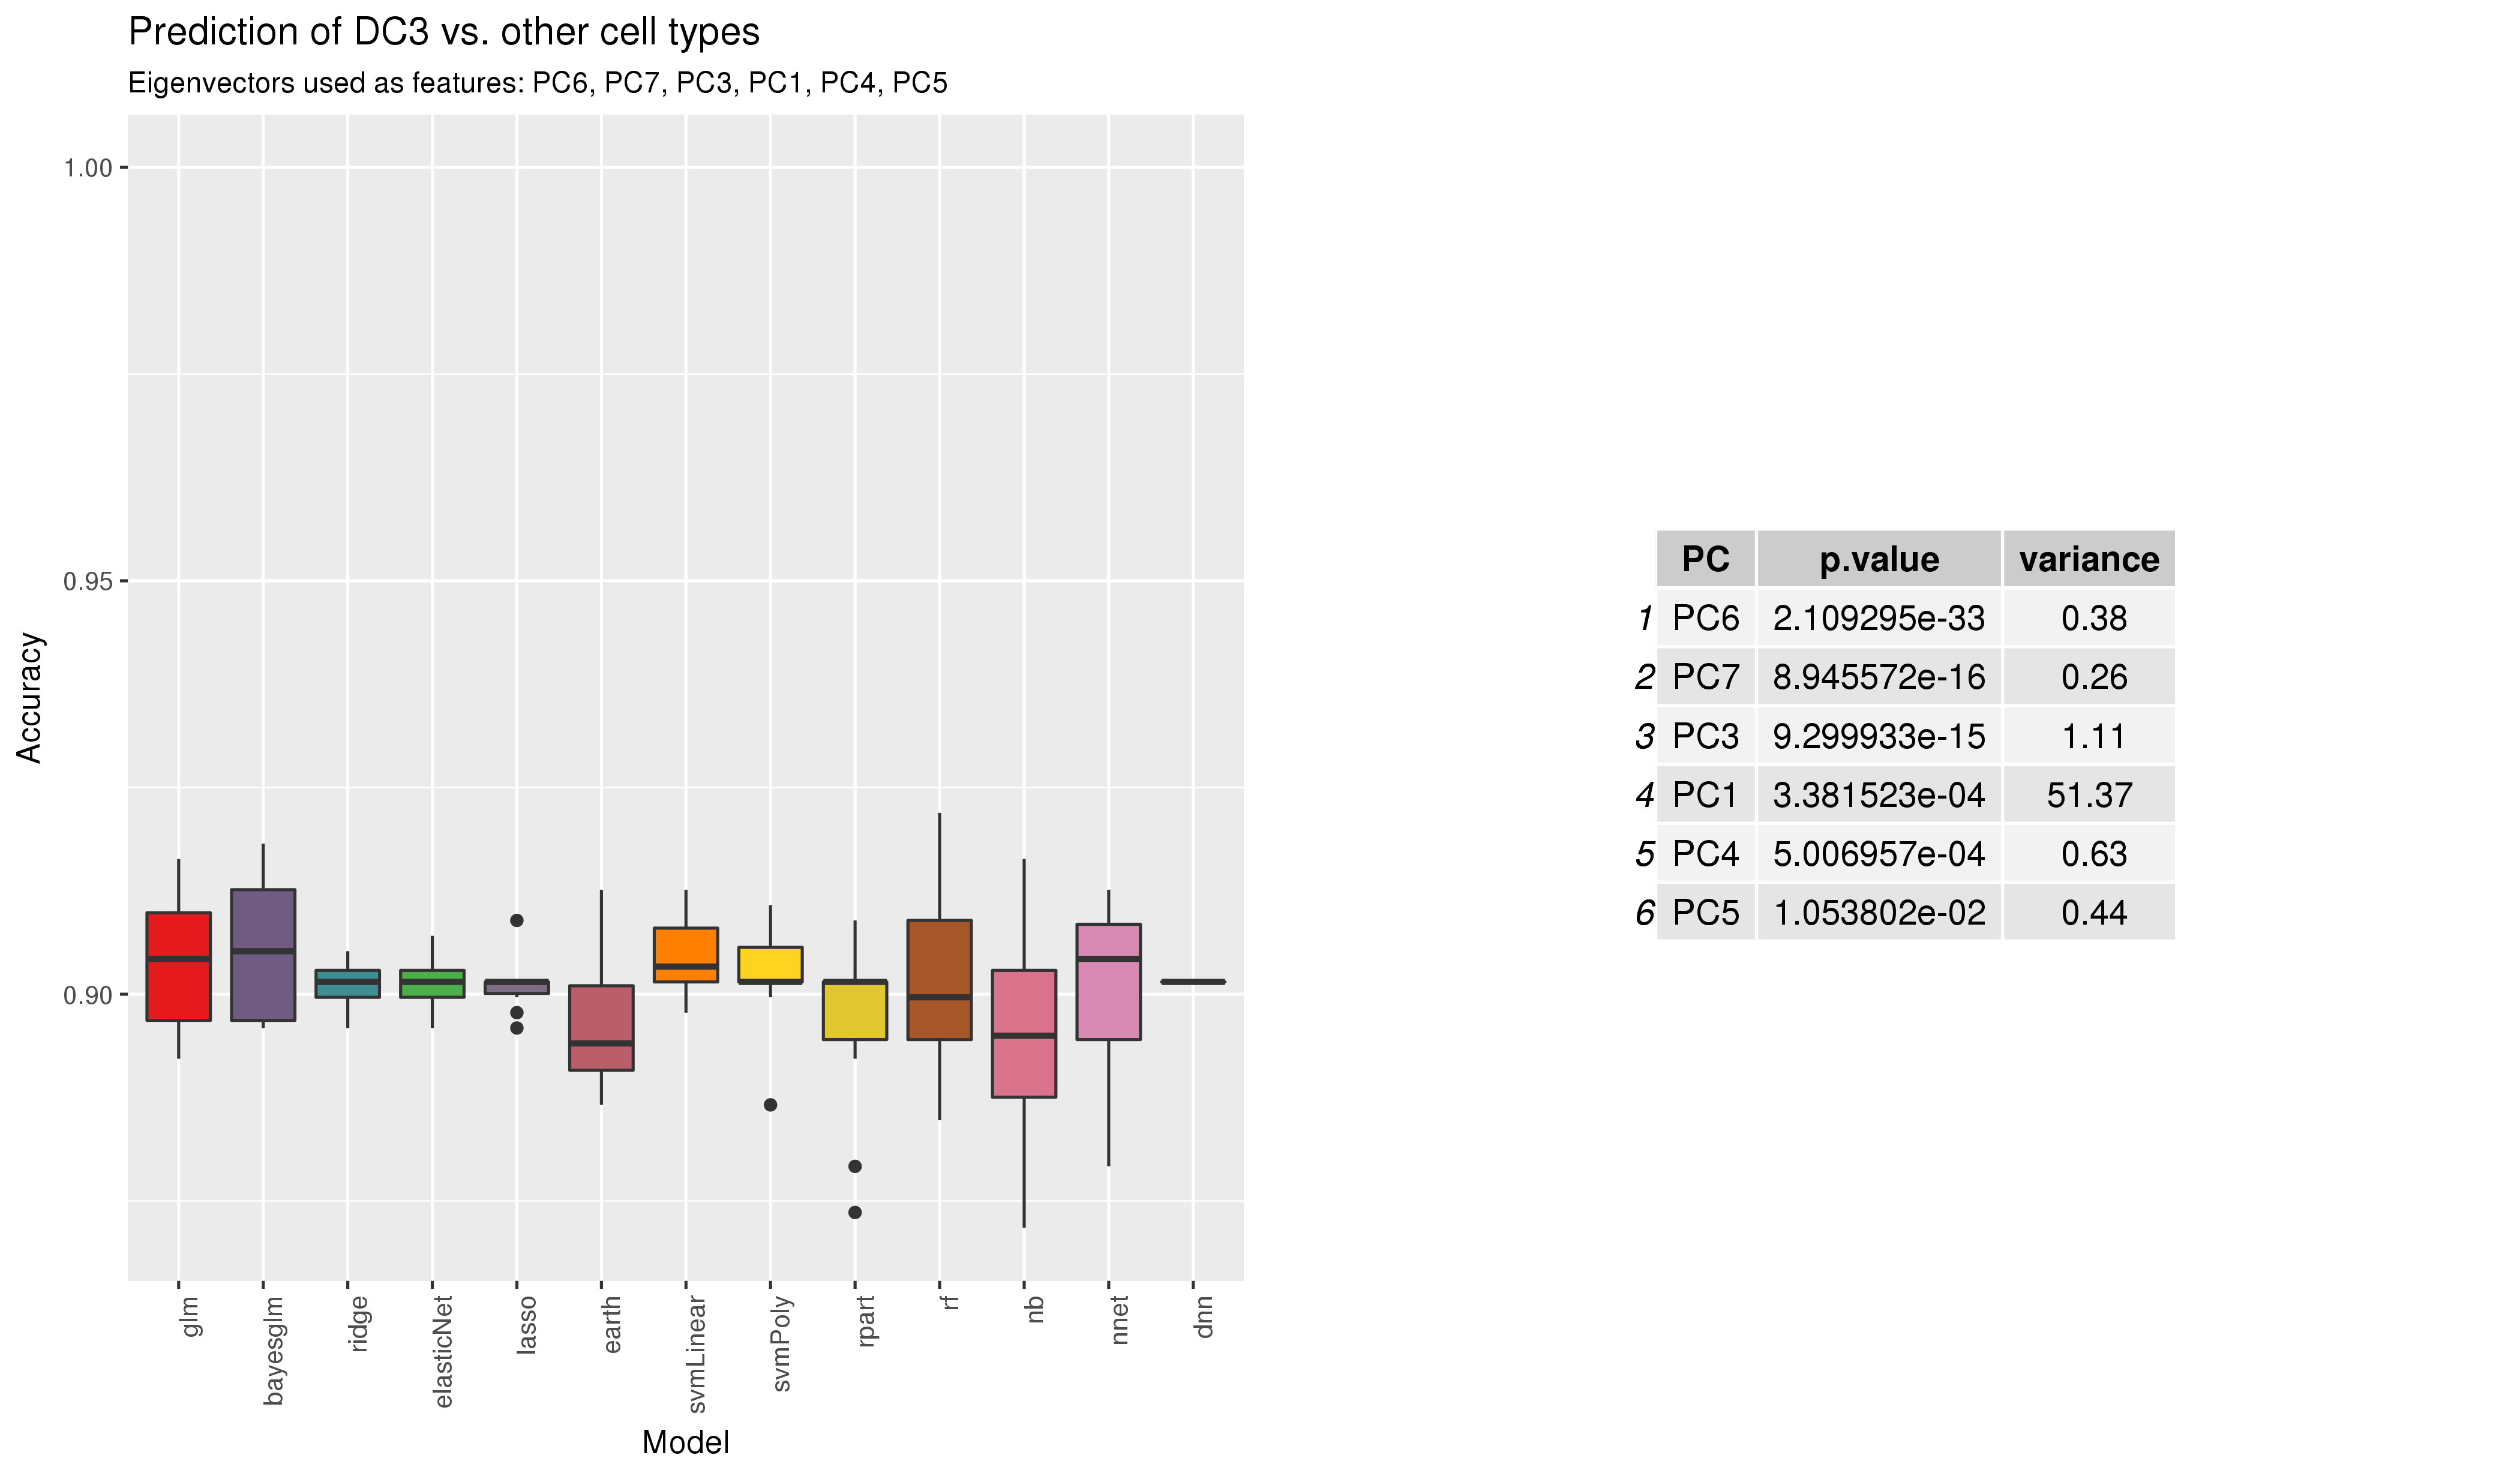 Prediction of DC3 vs. other cell types
Eigenvectors used as features: PC6, PC7, PC3, PC1, PC4, PC5
Accuracy
1.00
0.95
0.90
glm
bayesglm
ridge
elasticNet
lasso
earth
svmLinear
svmPoly
rpart
rf
nb
nnet
dnn
Model
PC p.value variance
1 PC6 2.109295e-33 0.38
2 PC7 8.945572e-16 0.26
3 PC3 9.299933e-15 1.11
4 PC1 3.381523e-04 51.37
5 PC4 5.006957e-04 0.63
6 PC5 1.053802e-02 0.44